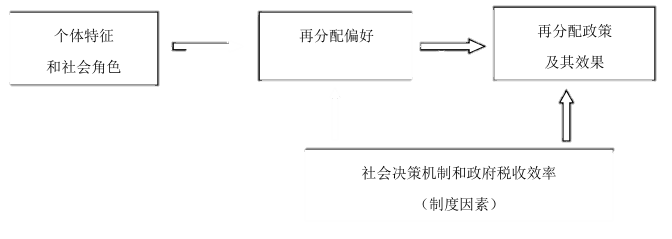 个体特征
和社会角色
再分配偏好
再分配政策
及其效果
社会决策机制和政府税收效率
（制度因素）